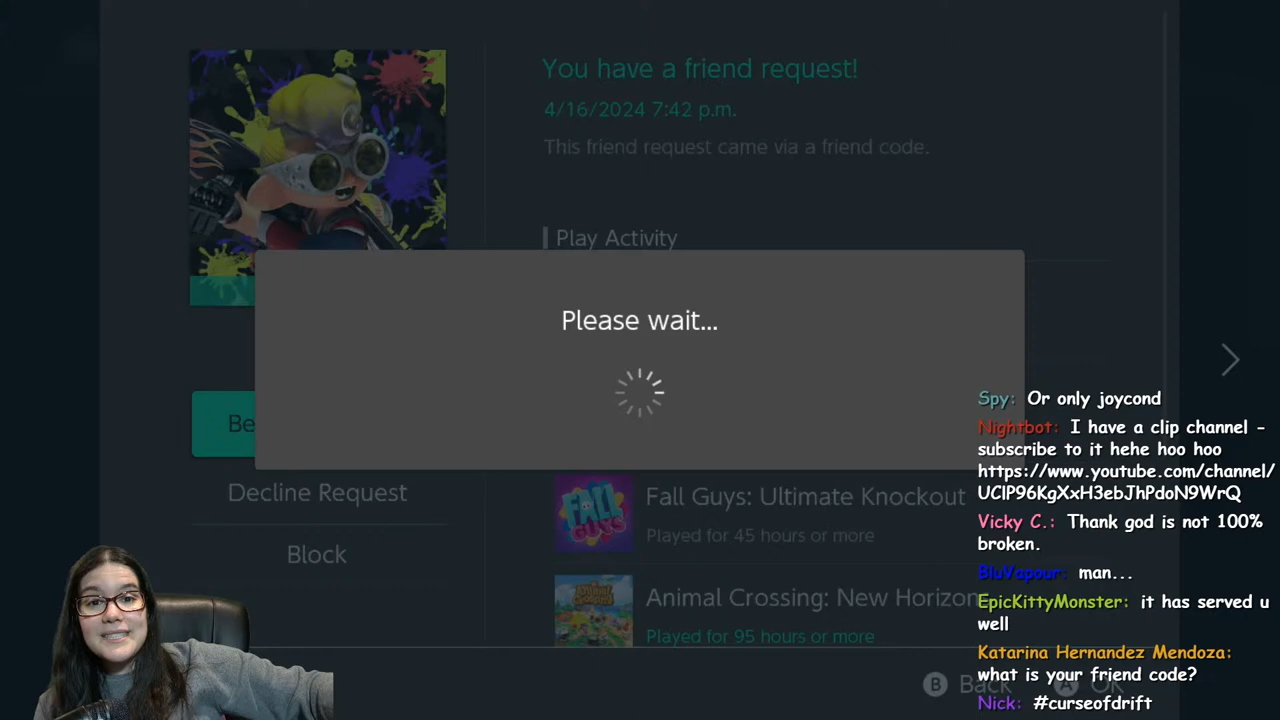 You have a friend request!
4/16/2024 7:42 p.m.
This friend request came via a friend code.
Play Activity
Please wait...
Be
Decline Request
Block
Fall Guys: Ultimate Knockout
Played for 45 hours or more
Animal Crossing: New Horizon
Played for 95 hours or more
B Back
A OK
Spy: Or only joycond
Nightbot: I have a clip channel -
subscribe to it hehe hoo hoo
https://www.youtube.com/channel/
UClP96KgXxH3ebJhPdoN9WrQ
Vicky C.: Thank god is not 100%
broken.
BluVapour: man...
EpicKittyMonster: it has served u
well
Katarina Hernandez Mendoza:
what is your friend code?
Nick: #curseofdrift
FALL
GUYS